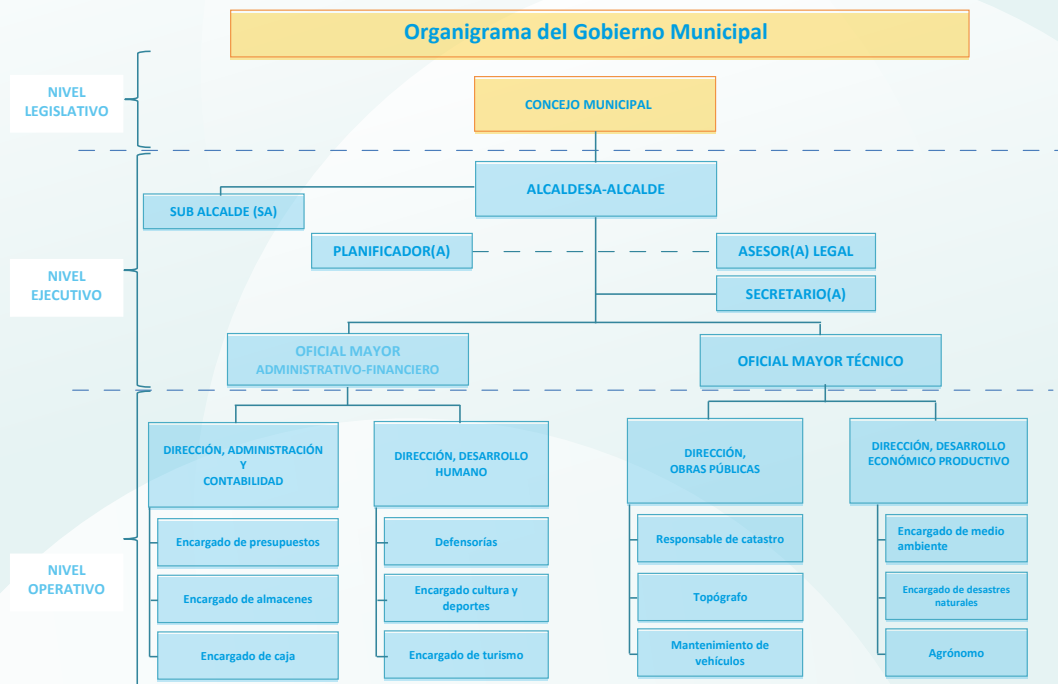 Organigrama del Gobierno Municipal
NIVEL
LEGISLATIVO
CONCEJO MUNICIPAL
ALCALDESA-ALCALDE
SUB ALCALDE (SA)
PLANIFICADOR(A)
ASESOR(A) LEGAL
NIVEL
EJECUTIVO
SECRETARIO(A)
OFICIAL MAYOR
ADMINISTRATIVO-FINANCIERO
OFICIAL MAYOR TÉCNICO
DIRECCIÓN, ADMINISTRACIÓN
Y
CONTABILIDAD
DIRECCIÓN, DESARROLLO
HUMANO
DIRECCIÓN,
OBRAS PÚBLICAS
DIRECCIÓN, DESARROLLO
ECONÓMICO PRODUCTIVO
NIVEL
OPERATIVO
Encargado de presupuestos
Defensorías
Responsable de catastro
Encargado de medio
ambiente
Encargado de almacenes
Encargado cultura y
deportes
Topógrafo
Encargado de desastres
naturales
Encargado de caja
Encargado de turismo
Mantenimiento de
vehículos
Agrónomo